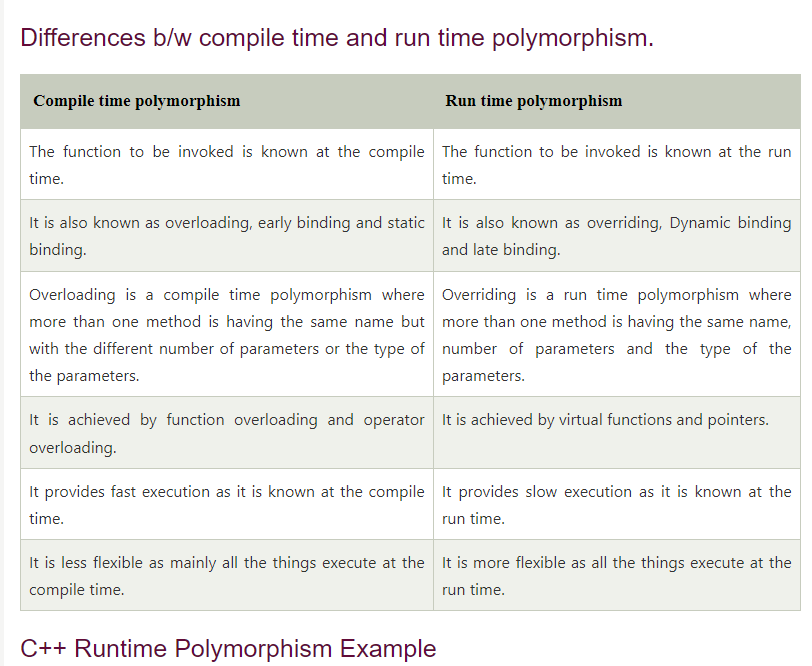 Differences b/w compile time and run time polymorphism.
Compile time polymorphism
Run time polymorphism
The function to be invoked is known at the compile
time.
The function to be invoked is known at the run
time.
It is also known as overloading, early binding and static
binding.
It is also known as overriding, Dynamic binding
and late binding.
Overloading is a compile time polymorphism where
more than one method is having the same name but
with the different number of parameters or the type of
the parameters.
Overriding is a run time polymorphism where
more than one method is having the same name,
number of parameters and the type of the
parameters.
It is achieved by function overloading and operator
overloading.
It is achieved by virtual functions and pointers.
It provides fast execution as it is known at the compile
time.
It provides slow execution as it is known at the
run time.
It is less flexible as mainly all the things execute at the
compile time.
It is more flexible as all the things execute at the
run time.
C++ Runtime Polymorphism Example